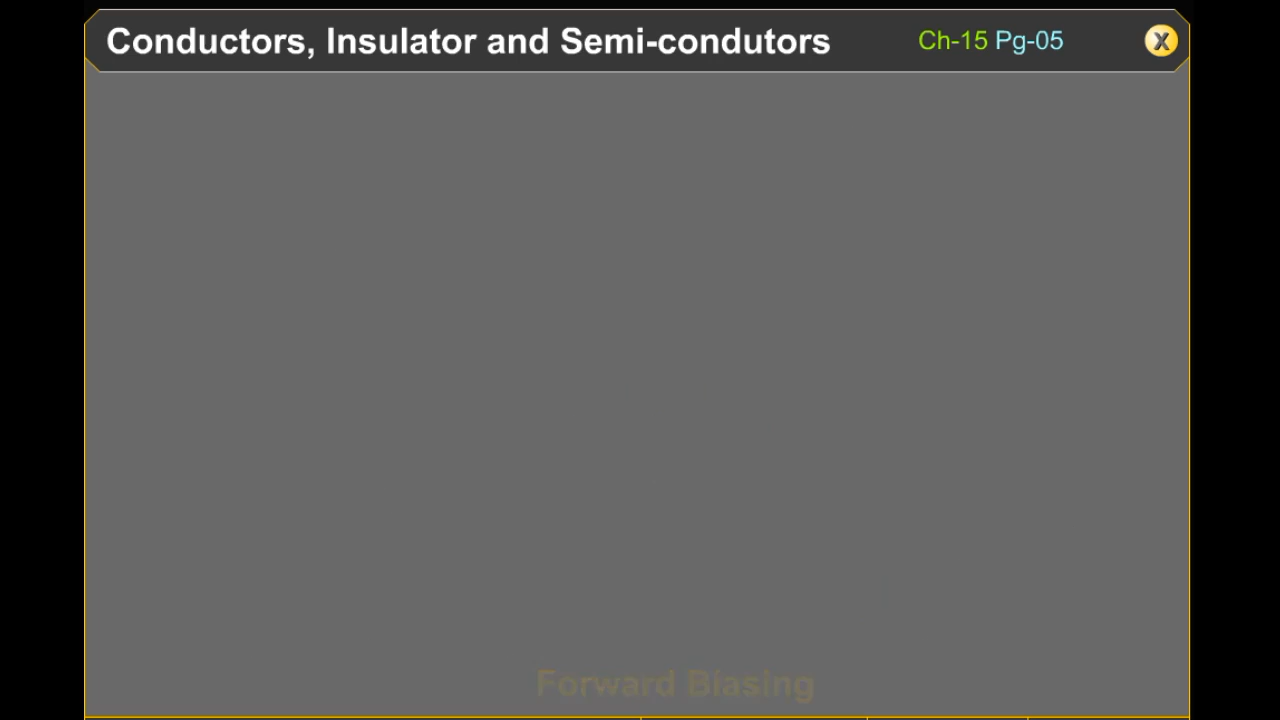 Conductors, Insulator and Semi-condutors
Ch-15 Pg-05
X
Forward Biasing